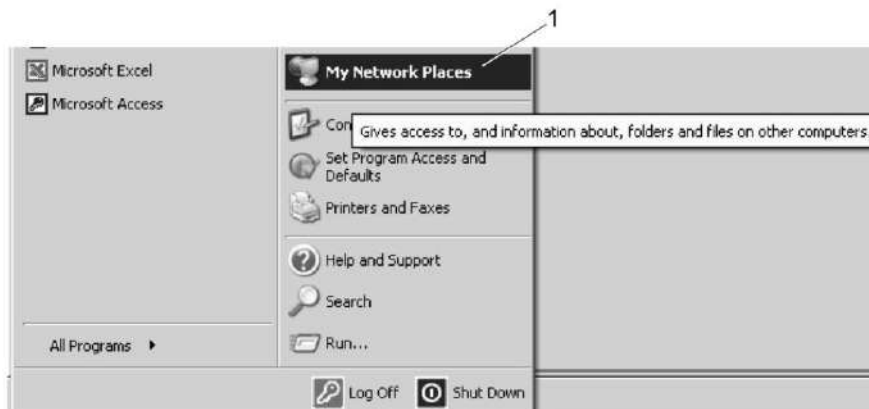 1
Microsoft Excel
Microsoft Access
All Programs
My Network Places
Con
Gives access to, and information about, folders and files on other computers
Set Program Access and
Defaults
Printers and Faxes
Help and Support
Search
Run...
Log Off
Shut Down